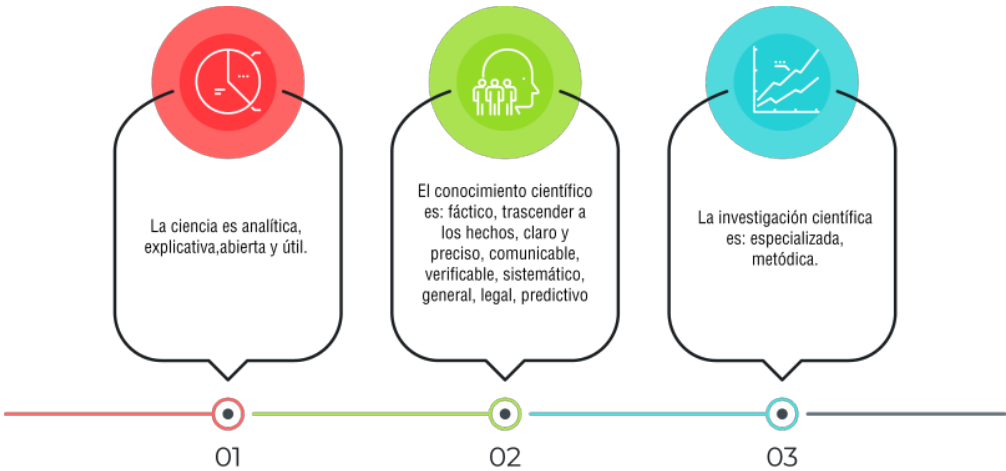 La ciencia es analítica,
explicativa,abierta y útil.
El conocimiento científico
es: fáctico, trascender a
los hechos, claro y
preciso, comunicable,
verificable, sistemático,
general, legal, predictivo
La investigación científica
es: especializada,
metódica.
01
02
03